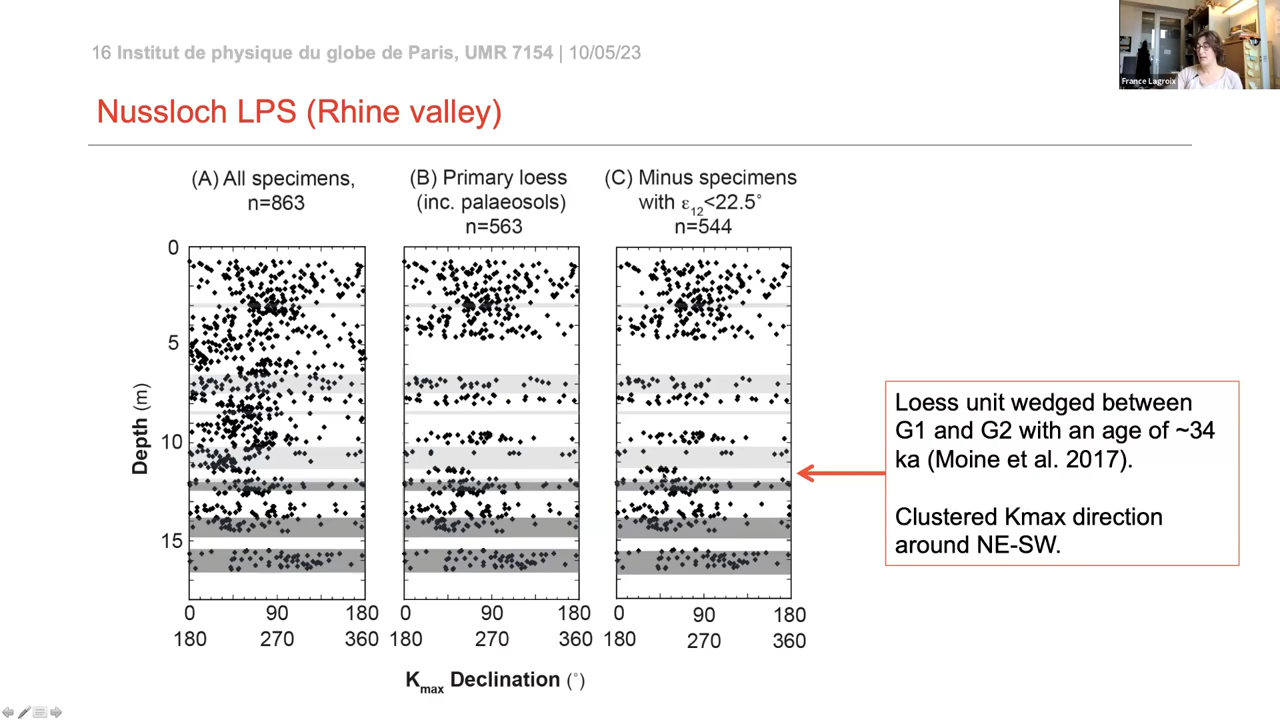 16 Institut de physique du globe de Paris, UMR 7154 | 10/05/23
France Lagroix
Nussloch LPS (Rhine valley)
(A) All specimens,
n=863
(B) Primary loess
(inc. palaeosols)
n=563
(C) Minus specimens
with ε12<22.5°
n=544
Depth (m)
0
5
10
15
0 90 180
180 270 360
0 90 180
180 270 360
0 90 180
180 270 360
Kmax Declination (°)
Loess unit wedged between
G1 and G2 with an age of ~34
ka (Moine et al. 2017).
Clustered Kmax direction
around NE-SW.